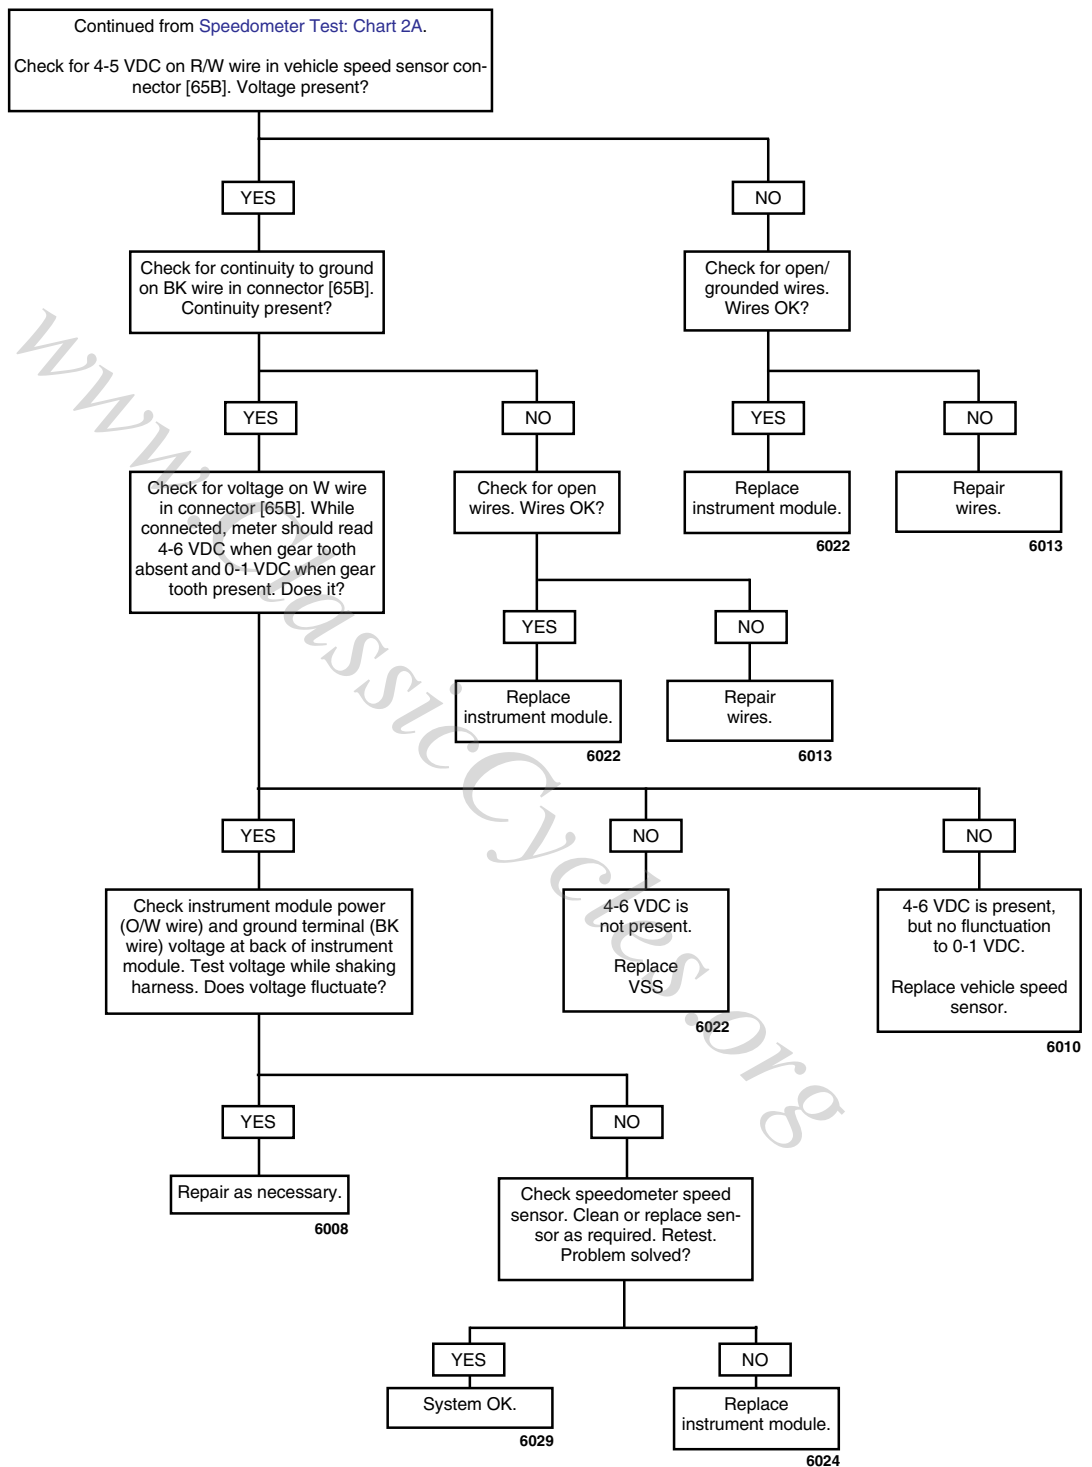 Continued from Speedometer Test: Chart 2A.
Check for 4-5 VDC on R/W wire in vehicle speed sensor con-
nector [65B]. Voltage present?
YES
NO
Check for continuity to ground
on BK wire in connector [65B].
Continuity present?
Check for open/
grounded wires.
Wires OK?
YES
NO
YES
NO
Check for voltage on W wire
in connector [65B]. While
connected, meter should read
4-6 VDC when gear tooth
absent and 0-1 VDC when gear
tooth present. Does it?
Check for open
wires. Wires OK?
Replace
instrument module.
6022
Repair
wires.
6013
YES
NO
Replace
instrument module.
6022
Repair
wires.
6013
YES
NO
NO
Check instrument module power
(O/W wire) and ground terminal (BK
wire) voltage at back of instrument
module. Test voltage while shaking
harness. Does voltage fluctuate?
4-6 VDC is
not present.
Replace
VSS
6022
4-6 VDC is present,
but no flunctuation
to 0-1 VDC.
Replace vehicle speed
sensor.
6010
YES
NO
Repair as necessary.
6008
Check speedometer speed
sensor. Clean or replace sen-
sor as required. Retest.
Problem solved?
YES
NO
System OK.
6029
Replace
instrument module.
6024
www.ClassicCycles.org